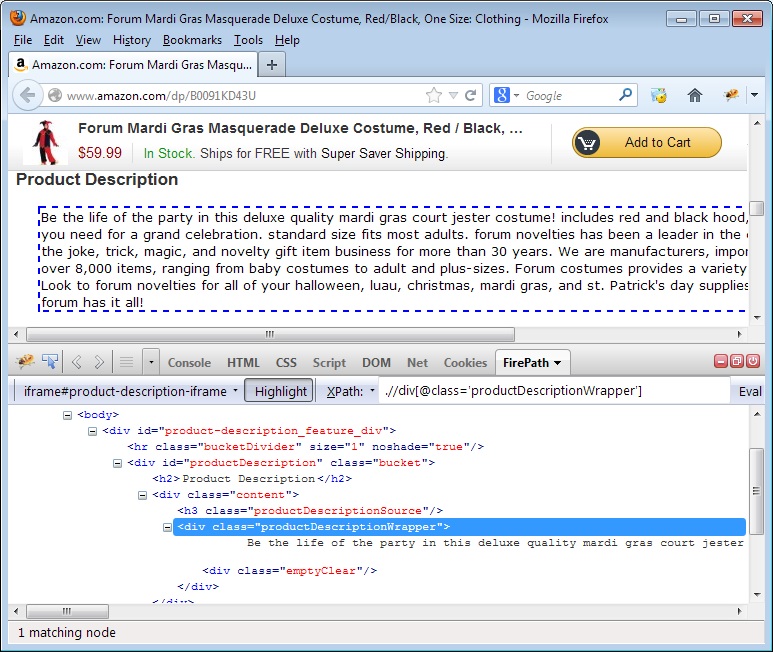 Amazon.com: Forum Mardi Gras Masquerade Deluxe Costume, Red/Black, One Size: Clothing - Mozilla Firefox
File Edit View History Bookmarks Tools Help
a Amazon.com: Forum Mardi Gras Masqu... +
www.amazon.com/dp/B0091KD43U 8 Google
Forum Mardi Gras Masquerade Deluxe Costume, Red / Black, ...
$59.99 In Stock. Ships for FREE with Super Saver Shipping. Add to Cart
Product Description
Be the life of the party in this deluxe quality mardi gras court jester costume! includes red and black hood,
you need for a grand celebration. standard size fits most adults. forum novelties has been a leader in the
the joke, trick, magic, and novelty gift item business for more than 30 years. We are manufacturers, impor
over 8,000 items, ranging from baby costumes to adult and plus-sizes. Forum costumes provides a variety
Look to forum novelties for all of your halloween, luau, christmas, mardi gras, and st. Patrick's day supplies
forum has it all!
Console HTML CSS Script DOM Net Cookies FirePath
iframe#product-description-iframe Highlight XPath: .//div[@class='productDescriptionWrapper'] Eval
<body>
<div id="product-description_feature_div">
<hr class="bucketDivider" size="1" noshade="true"/>
<div id="productDescription" class="bucket">
<h2>Product Description</h2>
<div class="content">
<h3 class="productDescriptionSource"/>
<div class="productDescriptionWrapper">
Be the life of the party in this deluxe quality mardi gras court jester
<div class="emptyClear"/>
</div>
</div>
1 matching node